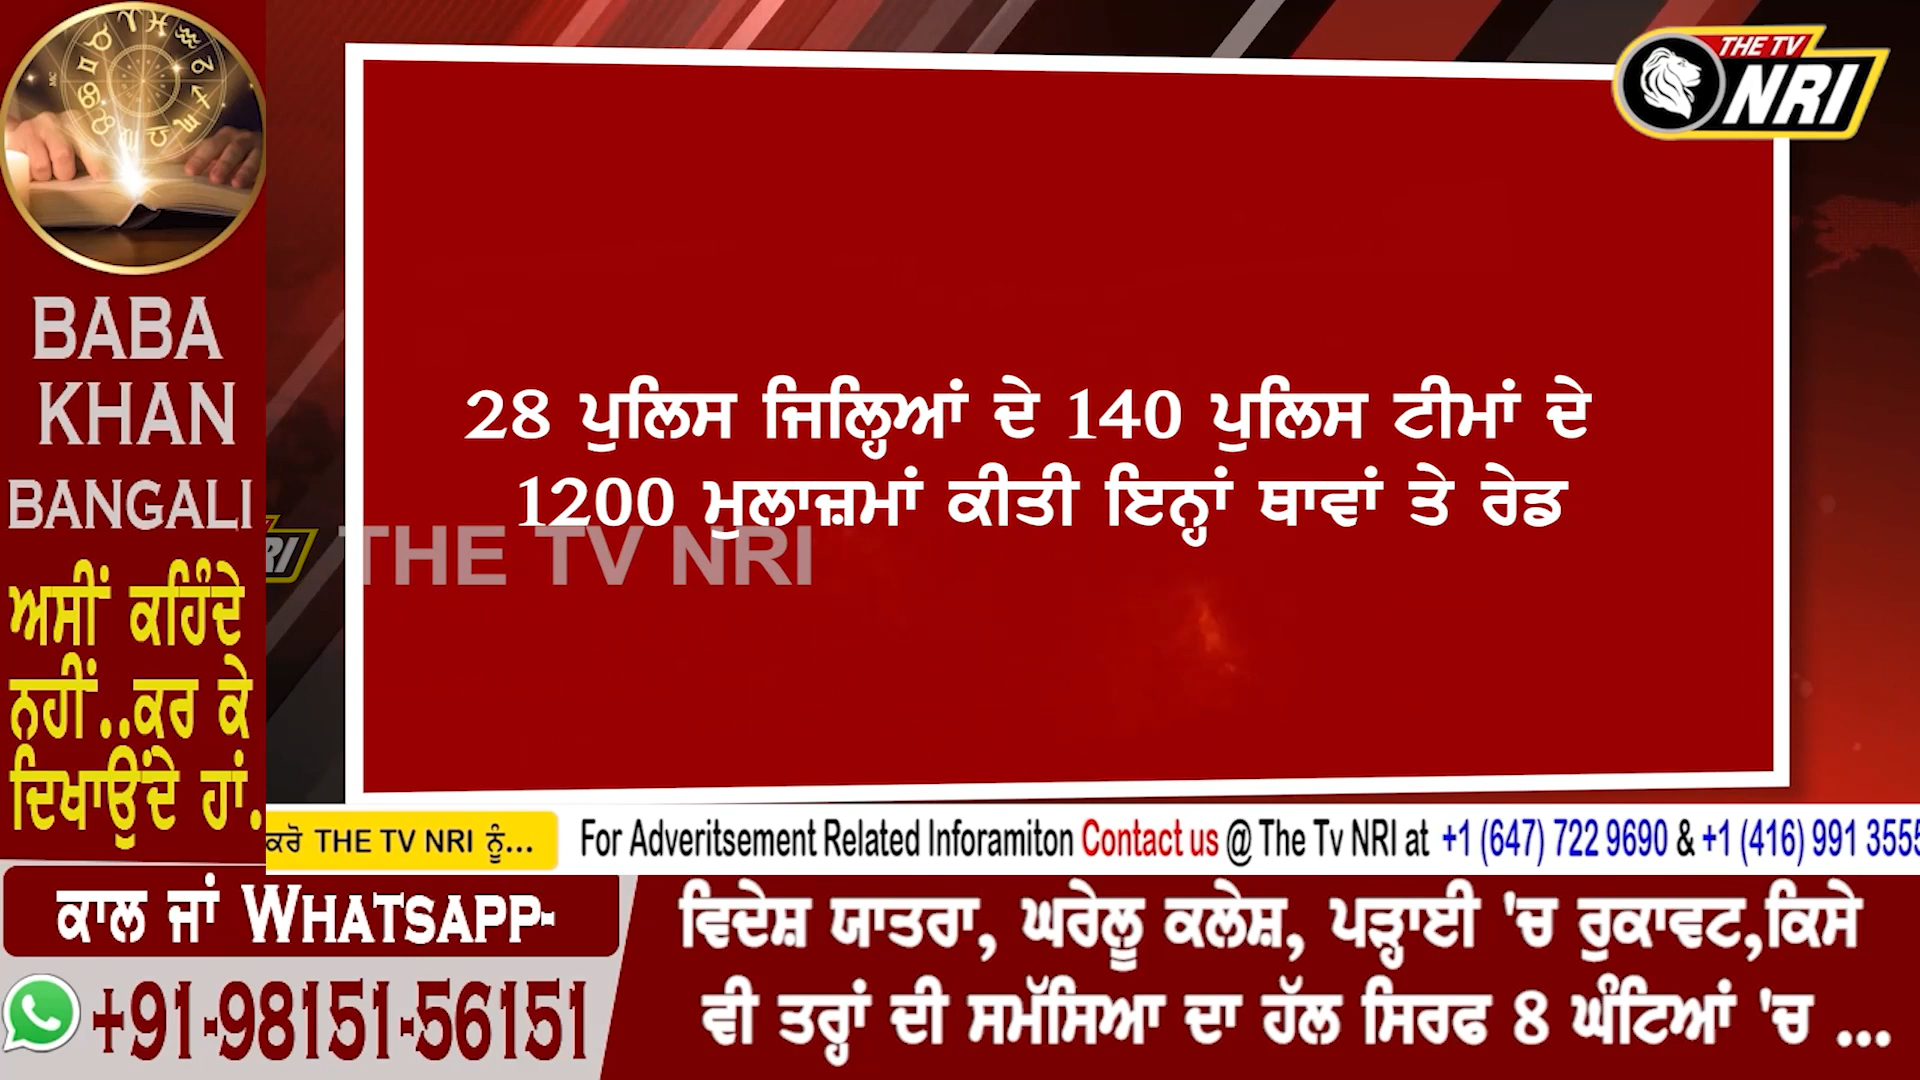 THE TV
NRI
BABA
KHAN
BANGALI
ਅਸੀਂ ਕਹਿੰਦੇ
ਨਹੀਂ..ਕਰ ਕੇ
ਦਿਖਾਉਂਦੇ ਹਾਂ.
28 ਪੁਲਿਸ ਜਿਲ੍ਹਿਆਂ ਦੇ 140 ਪੁਲਿਸ ਟੀਮਾਂ ਦੇ
1200 ਮੁਲਾਜ਼ਮਾਂ ਕੀਤੀ ਇਨ੍ਹਾਂ ਥਾਵਾਂ ਤੇ ਰੇਡ
RI THE TV NRI
ਕਰੋ THE TV NRI ਨੂੰ...
For Adveritsement Related Inforamiton Contact us @ The Tv NRI at +1 (647) 722 9690 & +1 (416) 991 3555
ਕਾਲ ਜਾਂ WHATSAPP-
+91-98151-56151
ਵਿਦੇਸ਼ ਯਾਤਰਾ, ਘਰੇਲੂ ਕਲੇਸ਼, ਪੜ੍ਹਾਈ 'ਚ ਰੁਕਾਵਟ,ਕਿਸੇ
ਵੀ ਤਰ੍ਹਾਂ ਦੀ ਸਮੱਸਿਆ ਦਾ ਹੱਲ ਸਿਰਫ 8 ਘੰਟਿਆਂ 'ਚ ...